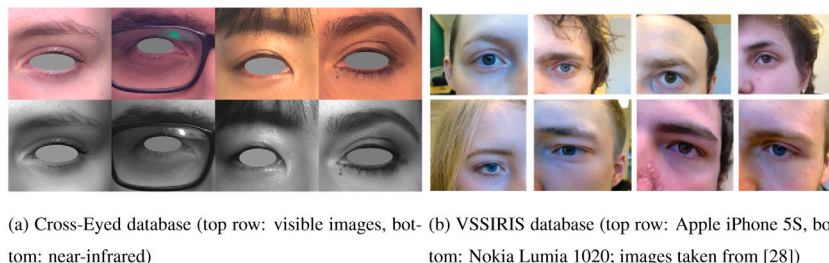 (a) Cross-Eyed database (top row: visible images, bot-
tom: near-infrared)
(b) VSSIRIS database (top row: Apple iPhone 5S, bo
tom: Nokia Lumia 1020; images taken from [28])